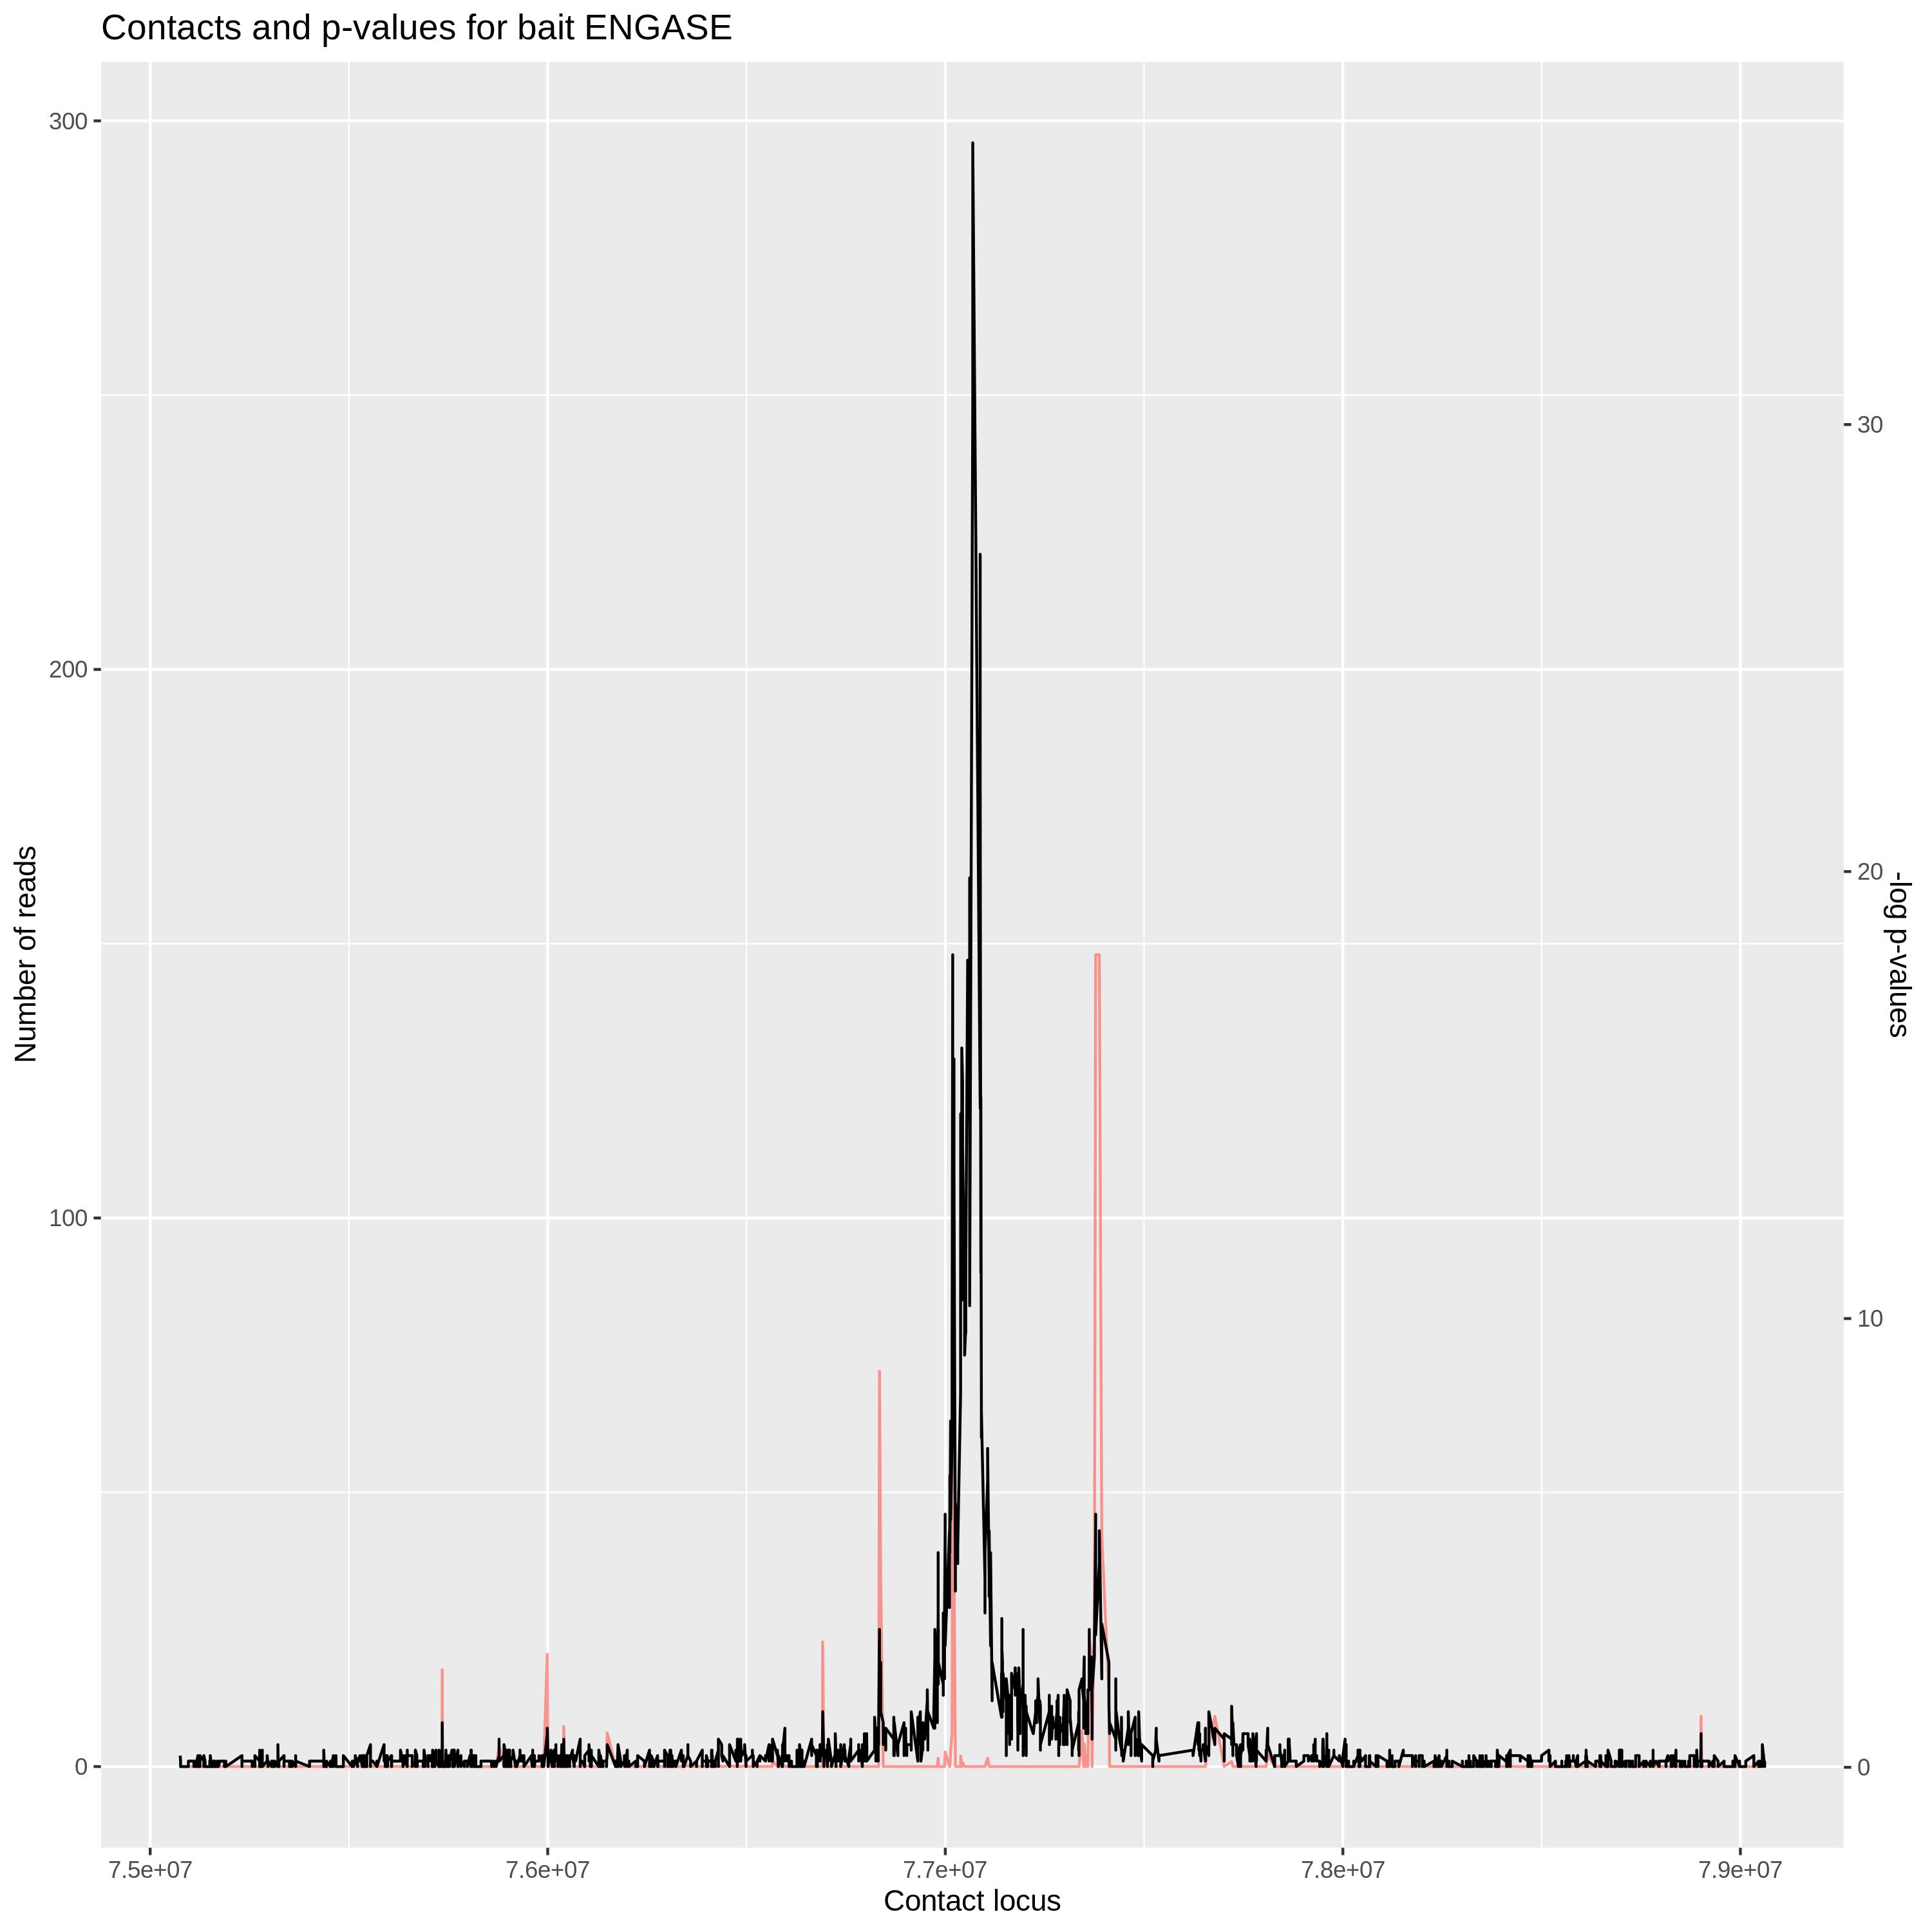 Contacts and p-values for bait ENGASE
300
200
100
0
Number of reads
30
20
10
0
-log p-values
7.5e+07
7.6e+07
7.7e+07
7.8e+07
7.9e+07
Contact locus